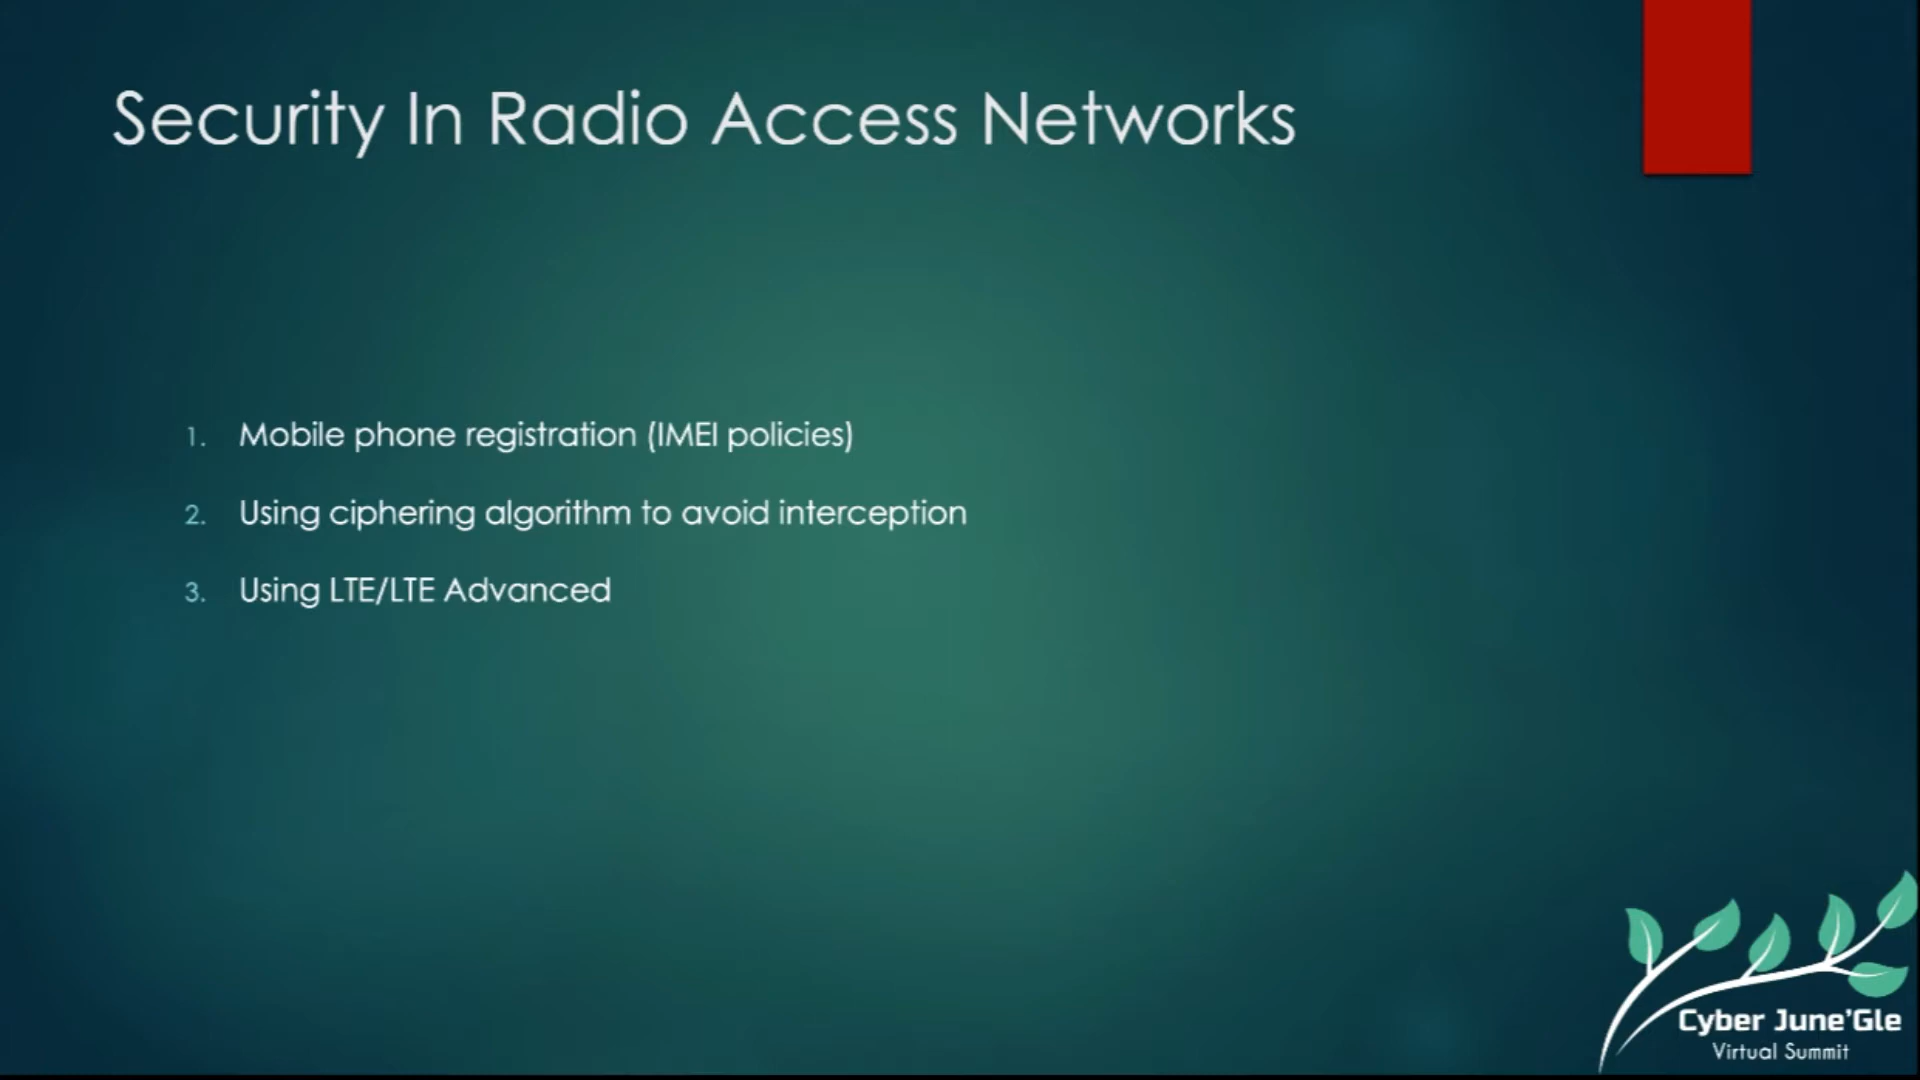 Security In Radio Access Networks
1. Mobile phone registration (IMEI policies)
2. Using ciphering algorithm to avoid interception
3. Using LTE/LTE Advanced
Cyber June'Gle
Virtual Summit